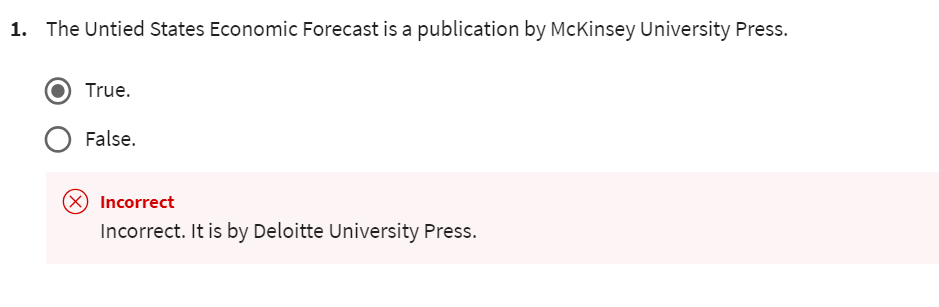 1. The Untied States Economic Forecast is a publication by McKinsey University Press.
True.
False.
Incorrect
Incorrect. It is by Deloitte University Press.